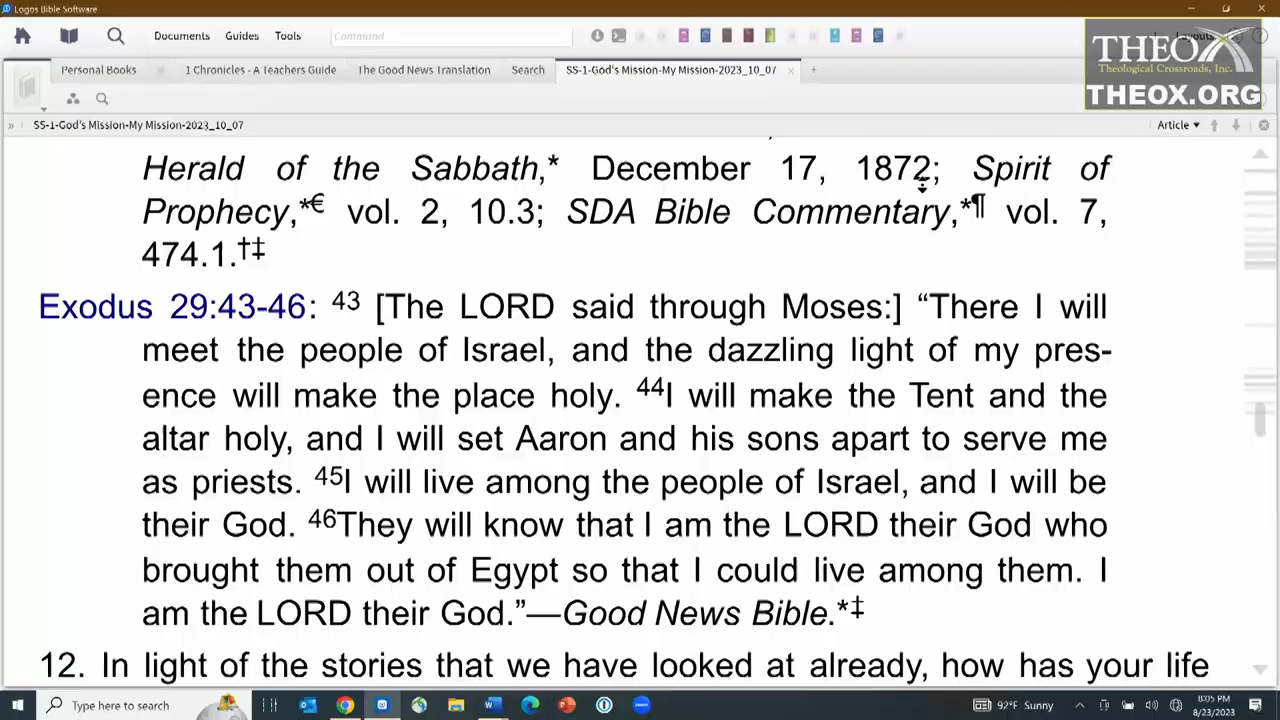 Logos Bible Software
Documents Guides Tools Command
THEOX
Theological Crossroads, Inc.
THEOX.ORG
Personal Books 1 Chronicles - A Teachers Guide The Good News Bible Search SS-1-God's Mission-My Mission-2023_10_07
SS-1-God's Mission-My Mission-2023_10_07 Article
Herald of the Sabbath,* December 17, 1872; Spirit of
Prophecy,*€ vol. 2, 10.3; SDA Bible Commentary,*¶ vol. 7,
474.1.†‡
Exodus 29:43-46: 43 [The LORD said through Moses:] “There I will
meet the people of Israel, and the dazzling light of my pres-
ence will make the place holy. 44I will make the Tent and the
altar holy, and I will set Aaron and his sons apart to serve me
as priests. 45I will live among the people of Israel, and I will be
their God. 46They will know that I am the LORD their God who
brought them out of Egypt so that I could live among them. I
am the LORD their God.”—Good News Bible.*‡
12. In light of the stories that we have looked at already, how has your life
Type here to search 92°F Sunny 8:05 PM
8/23/2023